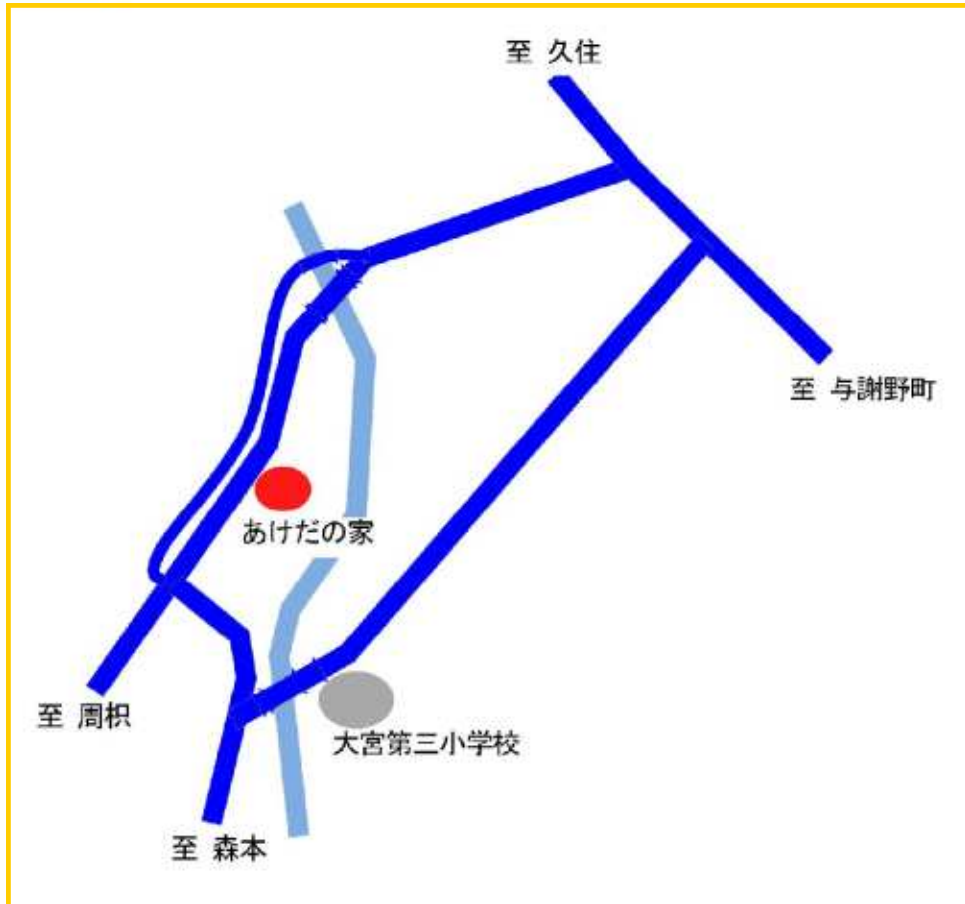 至 久住
至 与謝野町
あけだの家
至 周枳
大宮第三小学校
至 森本